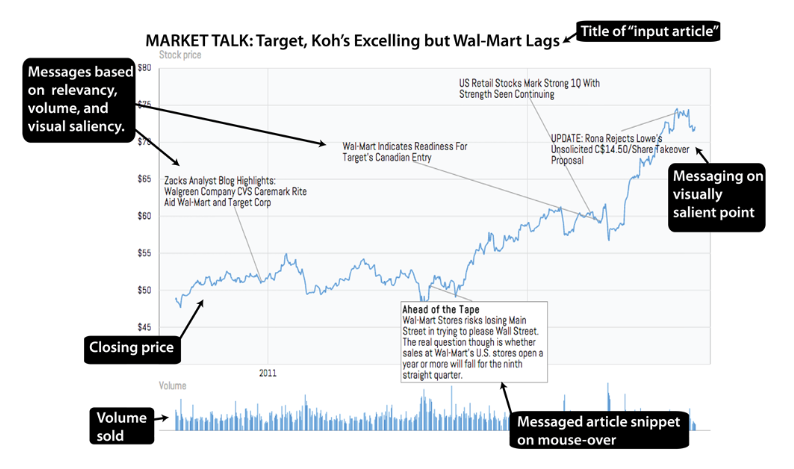 MARKET TALK: Target, Koh's Excelling but Wal-Mart Lags
Title of "input article"
Stock price
$80
Messages based
on relevancy,
volume, and
visual saliency.
US Retail Stocks Mark Strong 1Q With
Strength Seen Continuing
$75
UPDATE: Rona Rejects Lowe's
Unsolicited C$14.50/Share Takeover
Proposal
$70
Wal-Mart Indicates Readiness For
Target's Canadian Entry
$65
Zacks Analyst Blog Highlights:
Walgreen Company CVS Caremark Rite
Aid Wal-Mart and Target Corp
Messaging on
visually
salient point
$60
$55
$50
$45
Ahead of the Tape
Wal-Mart Stores risks losing Main
Street in trying to please Wall Street.
The real question though is whether
sales at Wal-Mart's U.S. stores open a
year or more will fall for the ninth
straight quarter.
Closing price
2011
Volume
Volume
sold
Messaged article snippet
on mouse-over